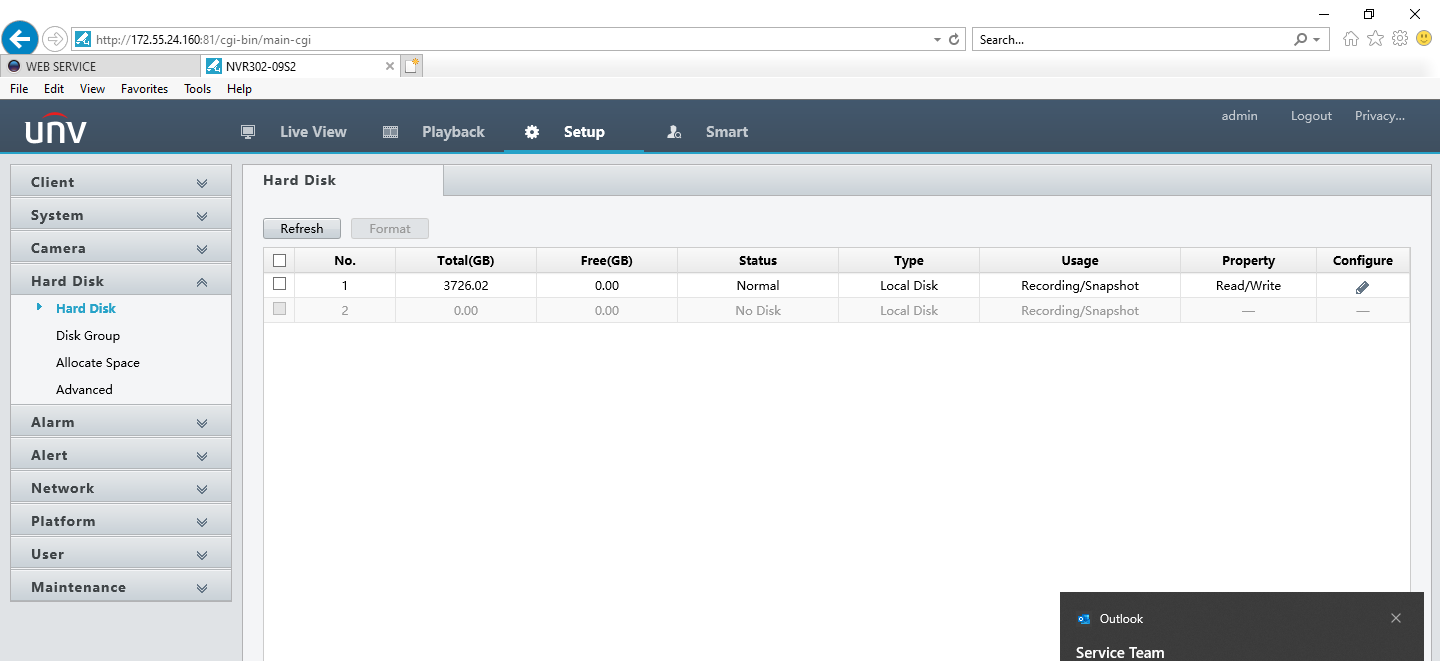 http://172.55.24.160:81/cgi-bin/main-cgi
Search...
WEB SERVICE
NVR302-09S2
File Edit View Favorites Tools Help
unv
Live View
Playback
Setup
Smart
admin
Logout
Privacy...
Client
System
Camera
Hard Disk
Hard Disk
Disk Group
Allocate Space
Advanced
Alarm
Alert
Network
Platform
User
Maintenance
Hard Disk
Refresh Format
No. Total(GB) Free(GB) Status Type Usage Property Configure
1 3726.02 0.00 Normal Local Disk Recording/Snapshot Read/Write
2 0.00 0.00 No Disk Local Disk Recording/Snapshot — —
Outlook
Service Team